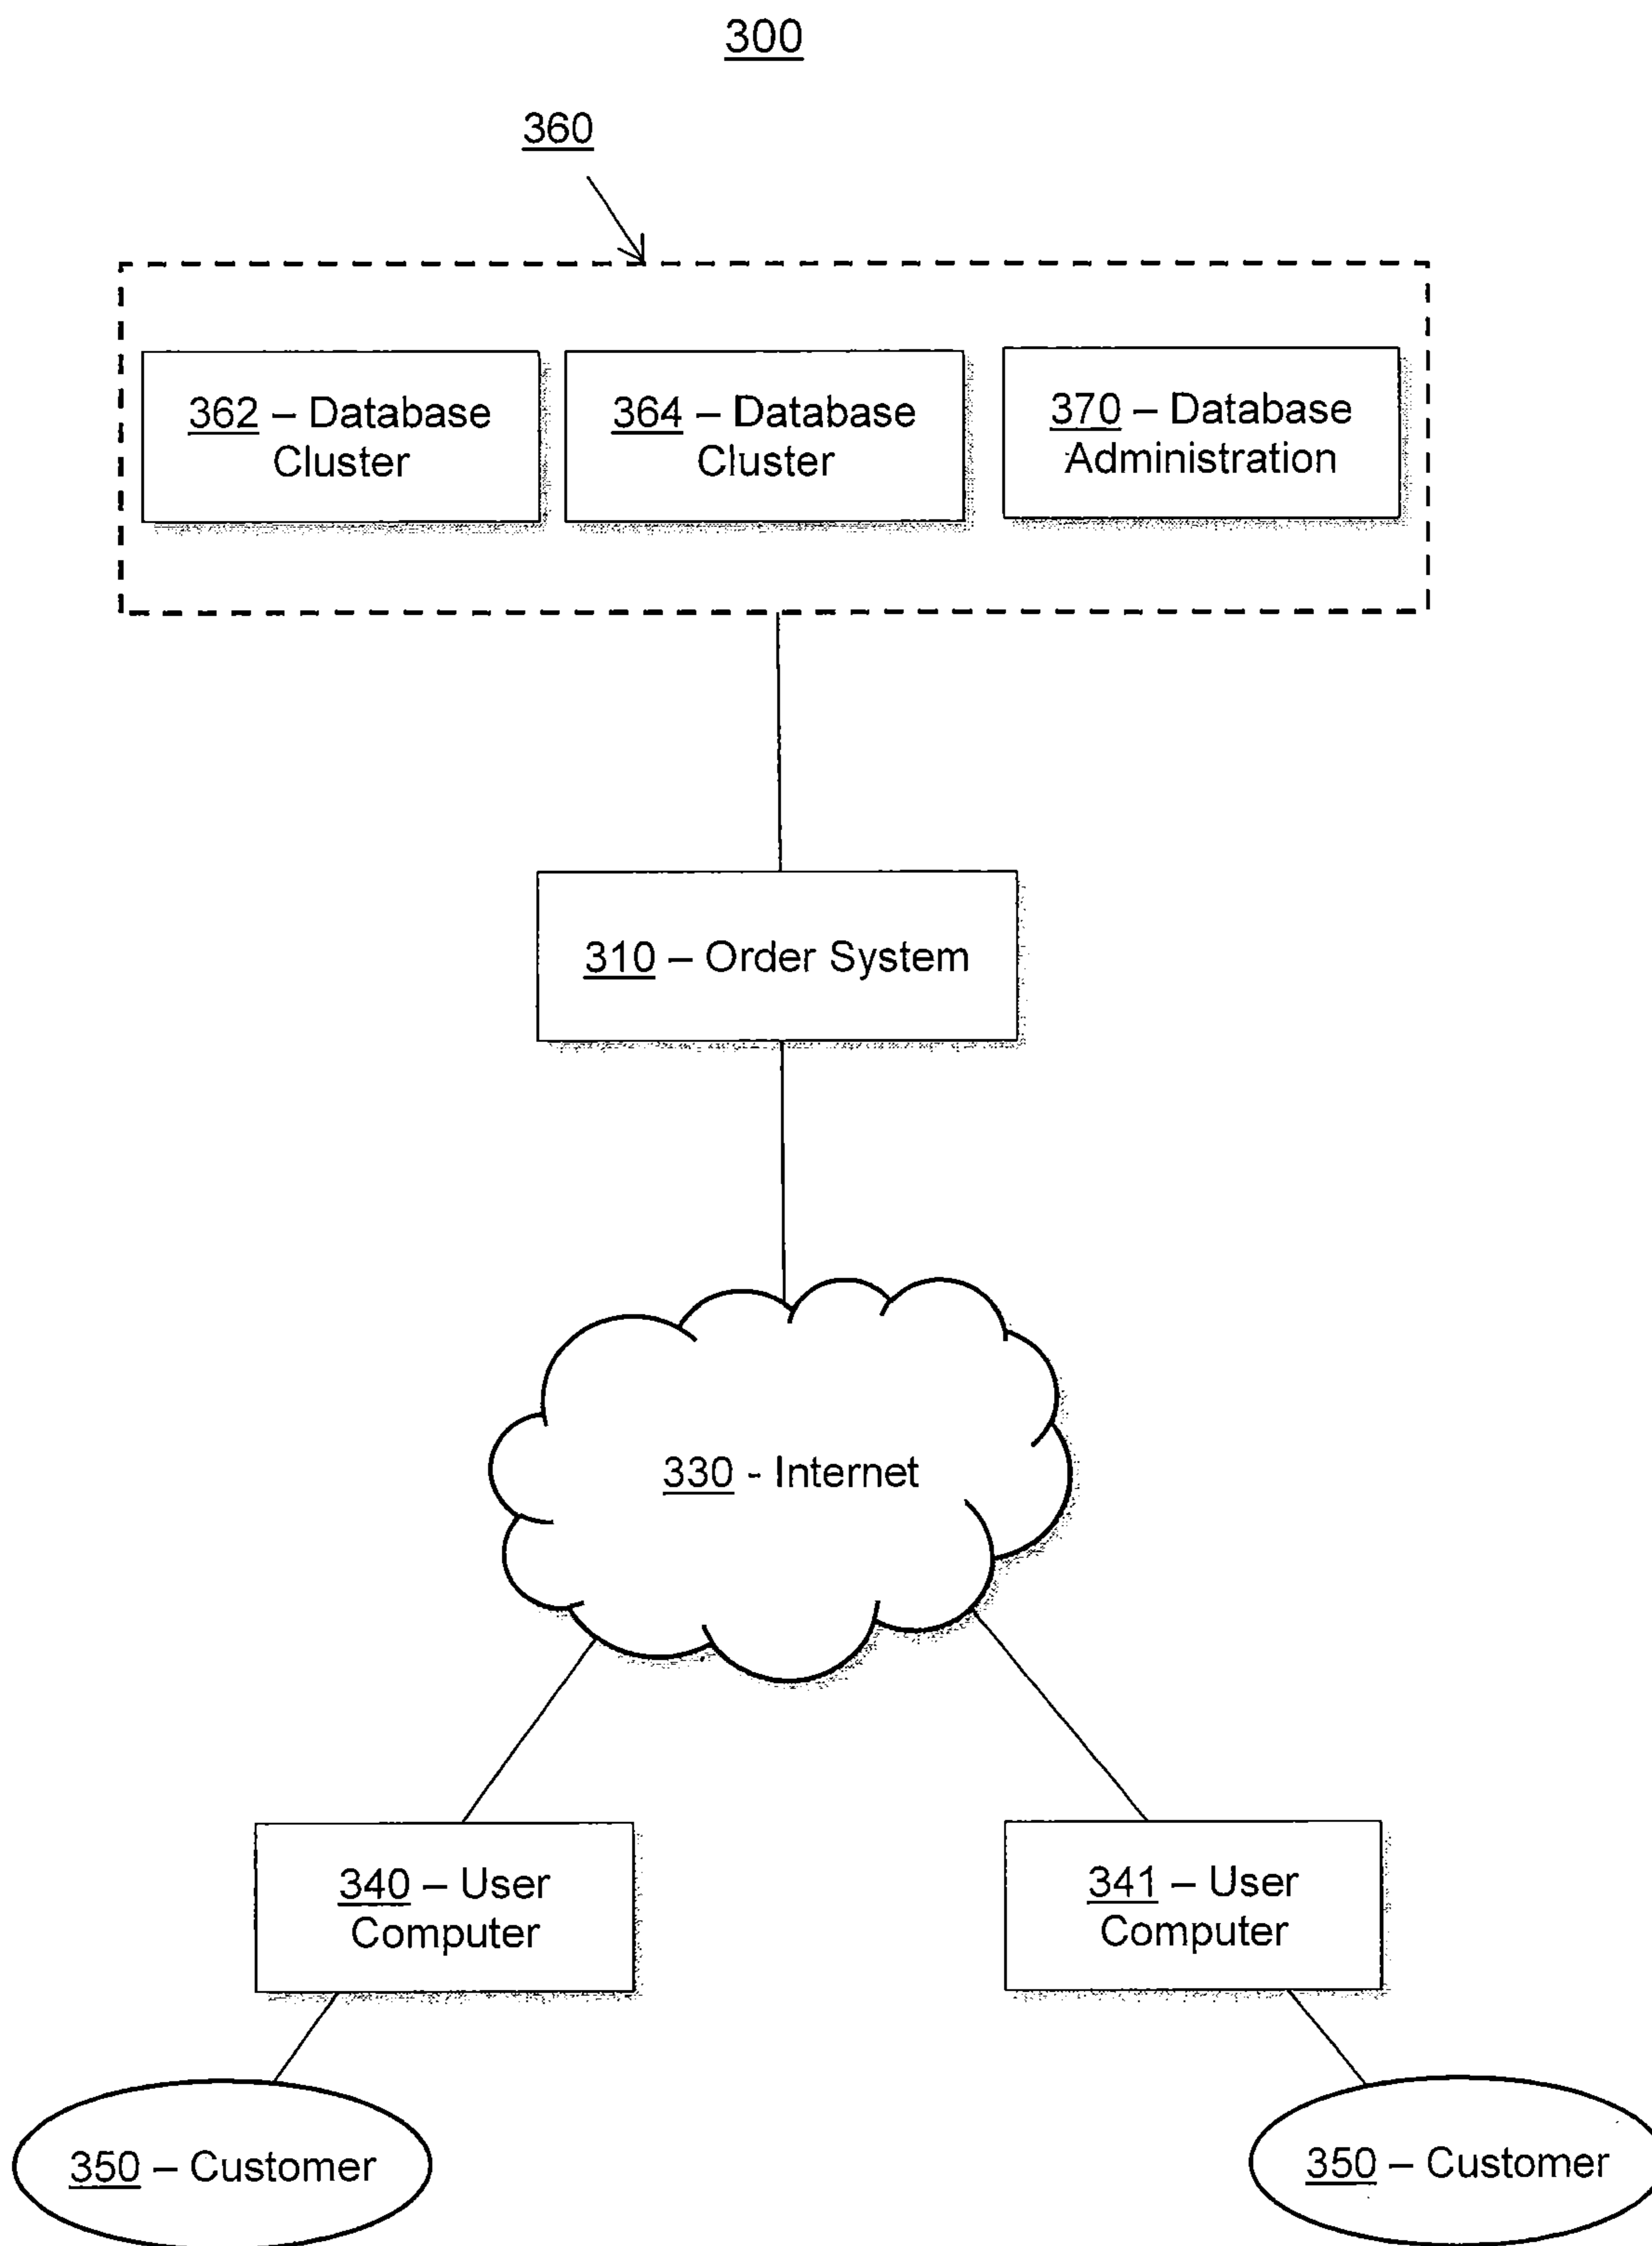 300
360
362 – Database
Cluster
364 – Database
Cluster
370 – Database
Administration
310 – Order System
330 - Internet
340 – User
Computer
341 – User
Computer
350 – Customer
350 – Customer